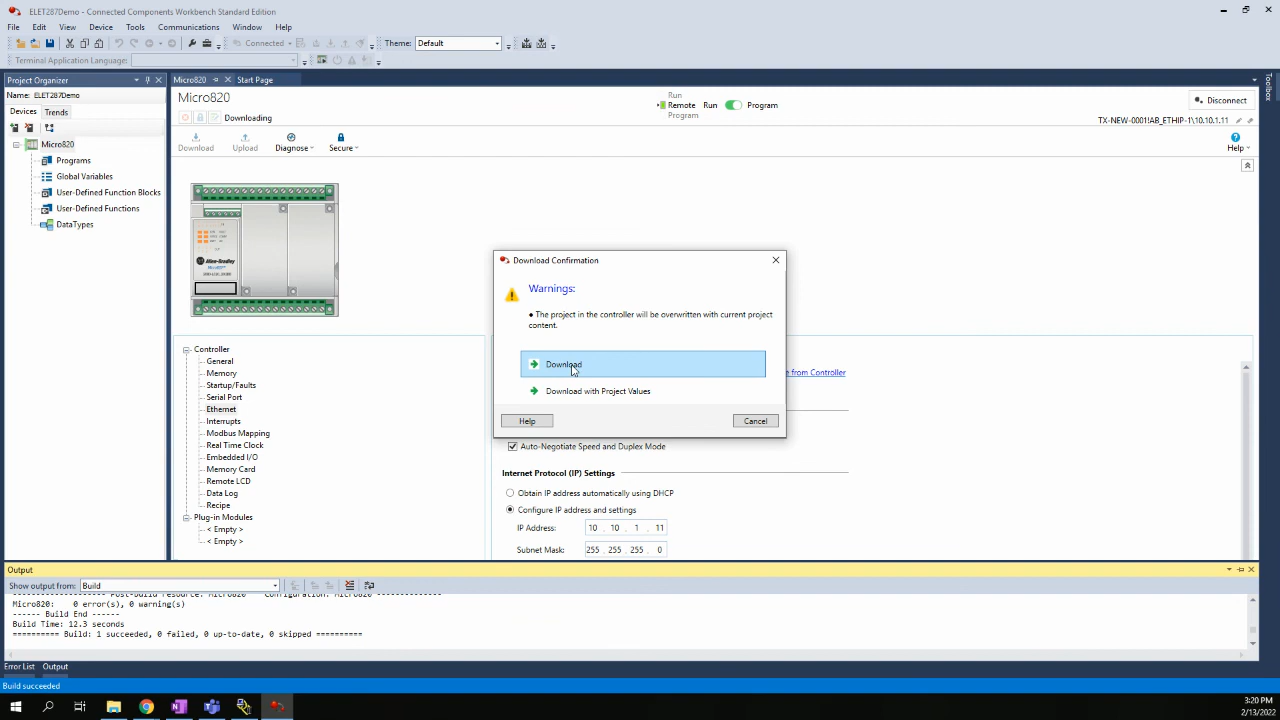 ELET287Demo - Connected Components Workbench Standard Edition
File Edit View Device Tools Communications Window Help
Connected Theme: Default
Terminal Application Language:
Project Organizer
Name: ELET287Demo
Devices Trends
Micro820
Programs
Global Variables
User-Defined Function Blocks
User-Defined Functions
DataTypes
Micro820 Start Page
Micro820
Downloading
Run
Remote Run Program
Program
Disconnect
TX-NEW-0001!AB_ETHIP-1\10.10.1.11
Download Upload Diagnose Secure Help
Allen-Bradley
Controller
General
Memory
Startup/Faults
Serial Port
Ethernet
Interrupts
Modbus Mapping
Real Time Clock
Embedded I/O
Memory Card
Remote LCD
Data Log
Recipe
Plug-in Modules
< Empty >
< Empty >
Download Confirmation
Warnings:
• The project in the controller will be overwritten with current project
content.
Download
Download with Project Values
Help Cancel
e from Controller
Auto-Negotiate Speed and Duplex Mode
Internet Protocol (IP) Settings
Obtain IP address automatically using DHCP
Configure IP address and settings
IP Address: 10 . 10 . 1 . 11
Subnet Mask: 255 . 255 . 255 . 0
Output
Show output from: Build
Post-build resource: Micro820 Configuration: Micro820
Micro820: 0 error(s), 0 warning(s)
------ Build End ------
Build Time: 12.3 seconds
========== Build: 1 succeeded, 0 failed, 0 up-to-date, 0 skipped ==========
Error List Output
Build succeeded
3:20 PM
2/13/2022
Toolbox